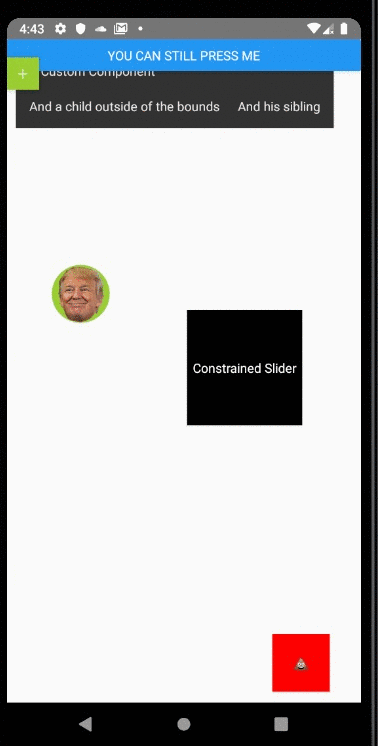 4:43
YOU CAN STILL PRESS ME
+
Custom Component
And a child outside of the bounds And his sibling
Constrained Slider